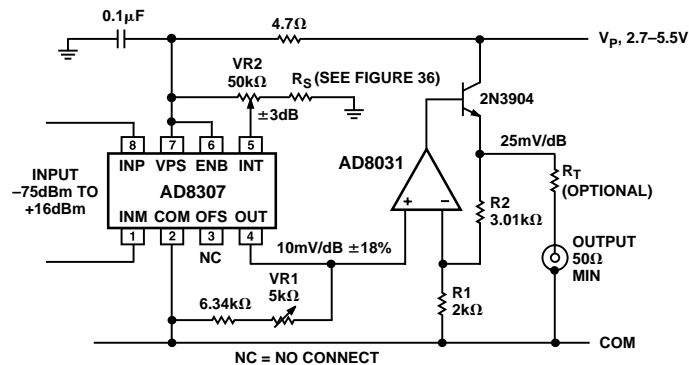 0.1μF
4.7Ω
V_P, 2.7–5.5V
VR2
50kΩ
R_S (SEE FIGURE 36)
±3dB
2N3904
8 7 6 5
INP VPS ENB INT
AD8307
INM COM OFS OUT
1 2 3 4
NC
INPUT
–75dBm TO
+16dBm
AD8031
+ –
25mV/dB
R_T
(OPTIONAL)
R2
3.01kΩ
OUTPUT
50Ω
MIN
10mV/dB ±18%
VR1
5kΩ
6.34kΩ
R1
2kΩ
COM
NC = NO CONNECT